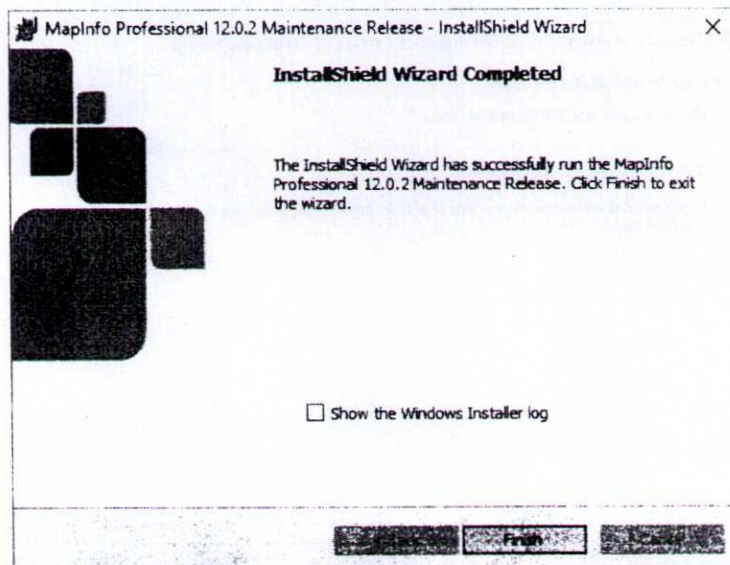 MapInfo Professional 12.0.2 Maintenance Release - InstallShield Wizard
InstallShield Wizard Completed
The InstallShield Wizard has successfully run the MapInfo
Professional 12.0.2 Maintenance Release. Click Finish to exit
the wizard.
Show the Windows Installer log
Finish